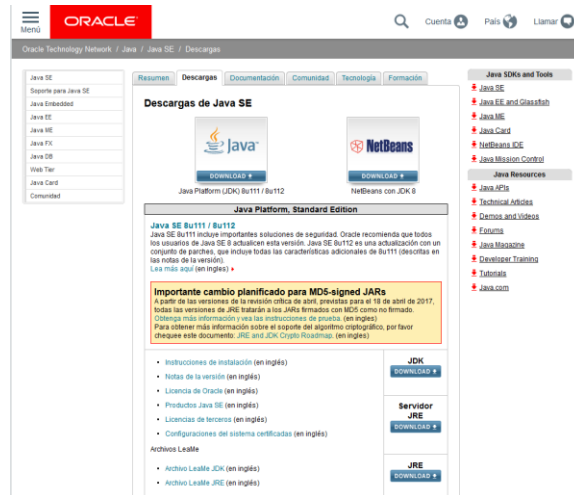 Menú
ORACLE
Cuenta
País
Llamar
Oracle Technology Network / Java / Java SE / Descargas
Java SE
Soporte para Java SE
Java Embedded
Java EE
Java ME
Java FX
Java DB
Web Tier
Java Card
Comunidad
Resumen
Descargas
Documentación
Comunidad
Tecnología
Formación
Descargas de Java SE
Java
DOWNLOAD
Java Platform (JDK) 8u111 / 8u112
NetBeans
DOWNLOAD
NetBeans con JDK 8
Java Platform, Standard Edition
Java SE 8u111 / 8u112
Java SE 8u111 incluye importantes soluciones de seguridad. Oracle recomienda que todos
los usuarios de Java SE 8 actualicen esta versión. Java SE 8u112 es una actualización con un
conjunto de parches, que incluye todas las características adicionales de 8u111 (descritas en
las notas de la versión).
Lea más aquí (en ingles)
Importante cambio planificado para MD5-signed JARs
A partir de las versiones de la revisión crítica de abril, previstas para el 18 de abril de 2017,
todas las versiones de JRE tratarán a los JARs firmados con MD5 como no firmado.
Obtenga más información y vea las instrucciones de prueba. (en ingles)
Para obtener más información sobre el soporte del algoritmo criptográfico, por favor
chequee este documento: JRE and JDK Crypto Roadmap. (en ingles)
Instrucciones de instalación (en inglés)
Notas de la versión (en inglés)
Licencia de Oracle (en inglés)
Productos Java SE (en inglés)
Licencias de terceros (en inglés)
Configuraciones del sistema certificadas (en inglés)
Archivos LeaMe
Archivo LeaMe JDK (en inglés)
Archivo LeaMe JRE (en inglés)
JDK
DOWNLOAD
Servidor
JRE
DOWNLOAD
JRE
DOWNLOAD
Java SDKs and Tools
Java SE
Java EE and Glassfish
Java ME
Java Card
NetBeans IDE
Java Mission Control
Java Resources
Java APIs
Technical Articles
Demos and Videos
Forums
Java Magazine
Developer Training
Tutorials
Java.com